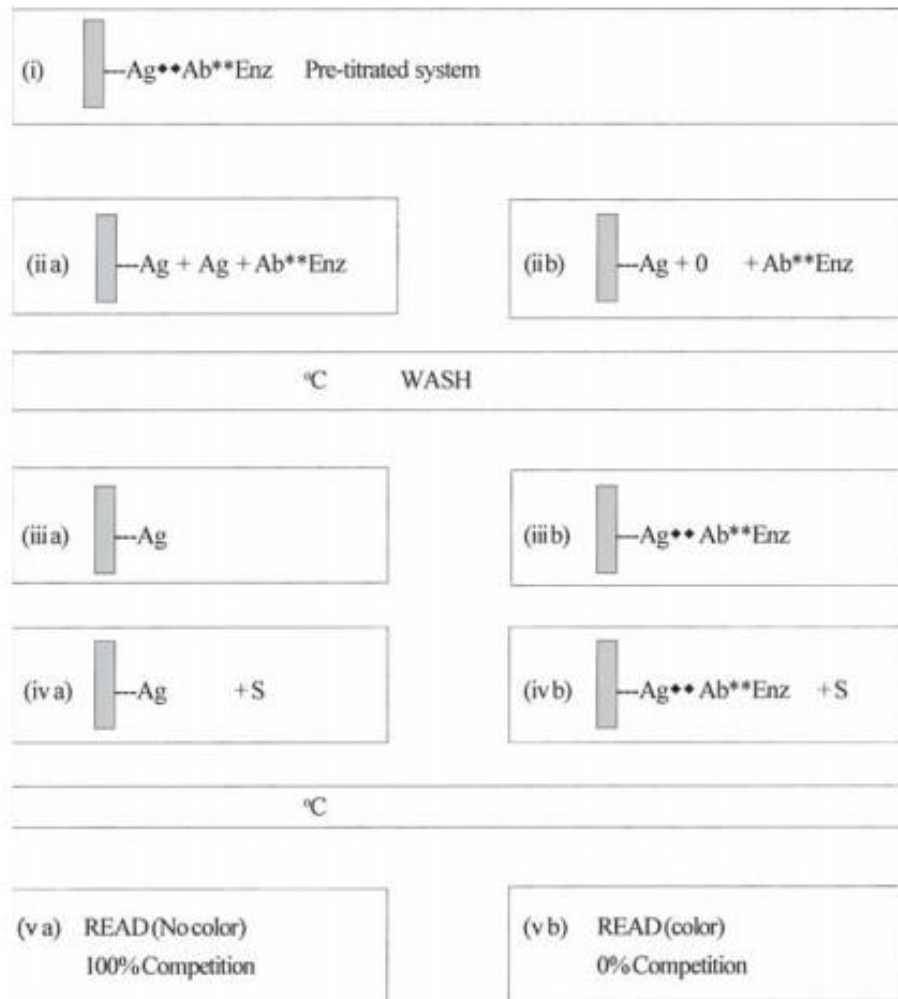 (i) ---Ag♦♦Ab**Enz Pre-titrated system
(ii a) ---Ag + Ag + Ab**Enz
(ii b) ---Ag + 0 + Ab**Enz
°C WASH
(iii a) ---Ag
(iii b) ---Ag♦♦ Ab**Enz
(iv a) ---Ag + S
(iv b) ---Ag♦♦ Ab**Enz + S
°C
(v a) READ (No color)
100% Competition
(v b) READ (color)
0% Competition